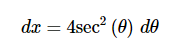 dx = 4sec² (θ) dθ